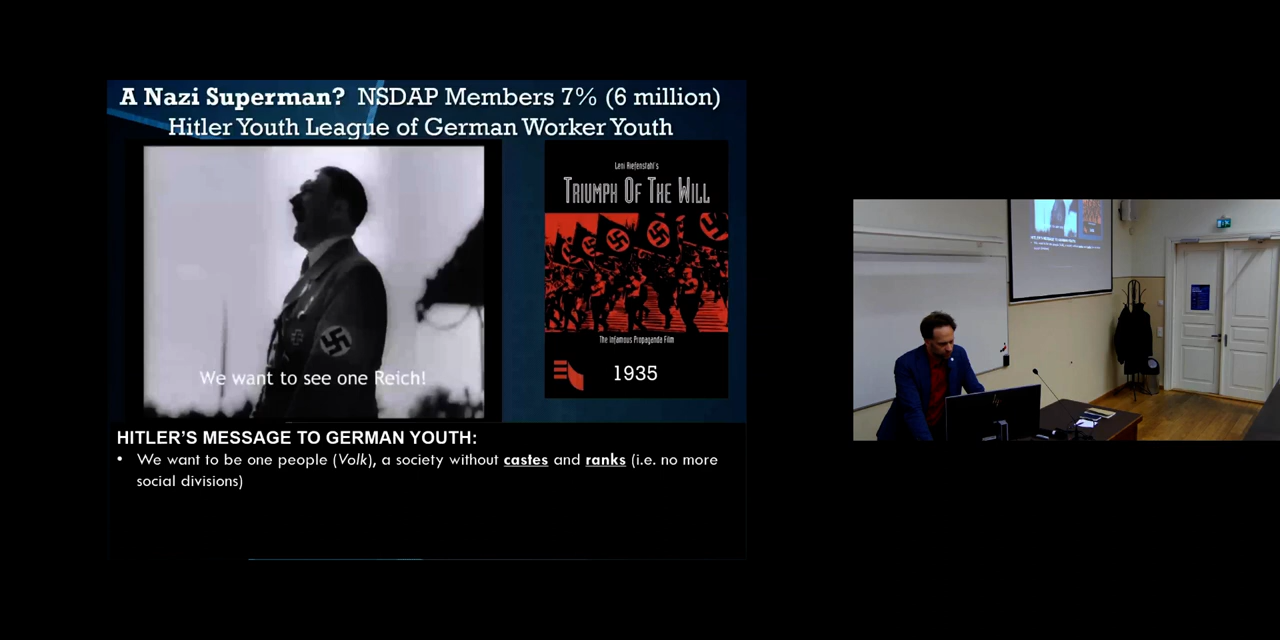 A Nazi Superman? NSDAP Members 7% (6 million)
Hitler Youth League of German Worker Youth
We want to see one Reich!
Leni Riefenstahl's
TRIUMPH OF THE WILL
The Infamous Propaganda Film
1935
HITLER'S MESSAGE TO GERMAN YOUTH:
• We want to be one people (Volk), a society without castes and ranks (i.e. no more
social divisions)